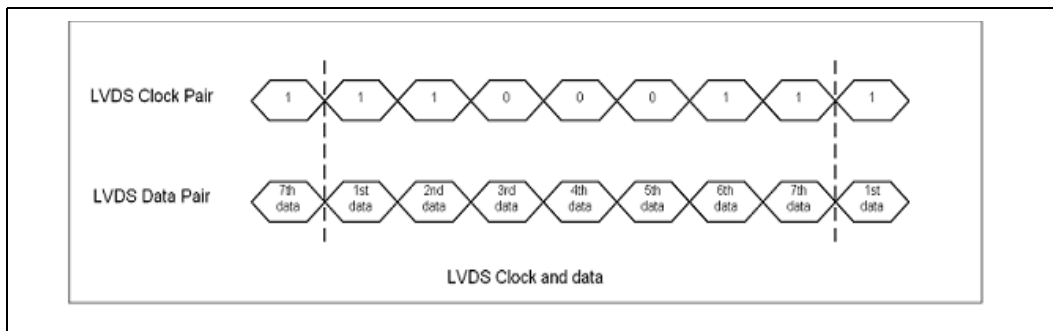 LVDS Clock Pair 1 1 1 0 0 0 1 1 1
LVDS Data Pair 7th data 1st data 2nd data 3rd data 4th data 5th data 6th data 7th data 1st data
LVDS Clock and data